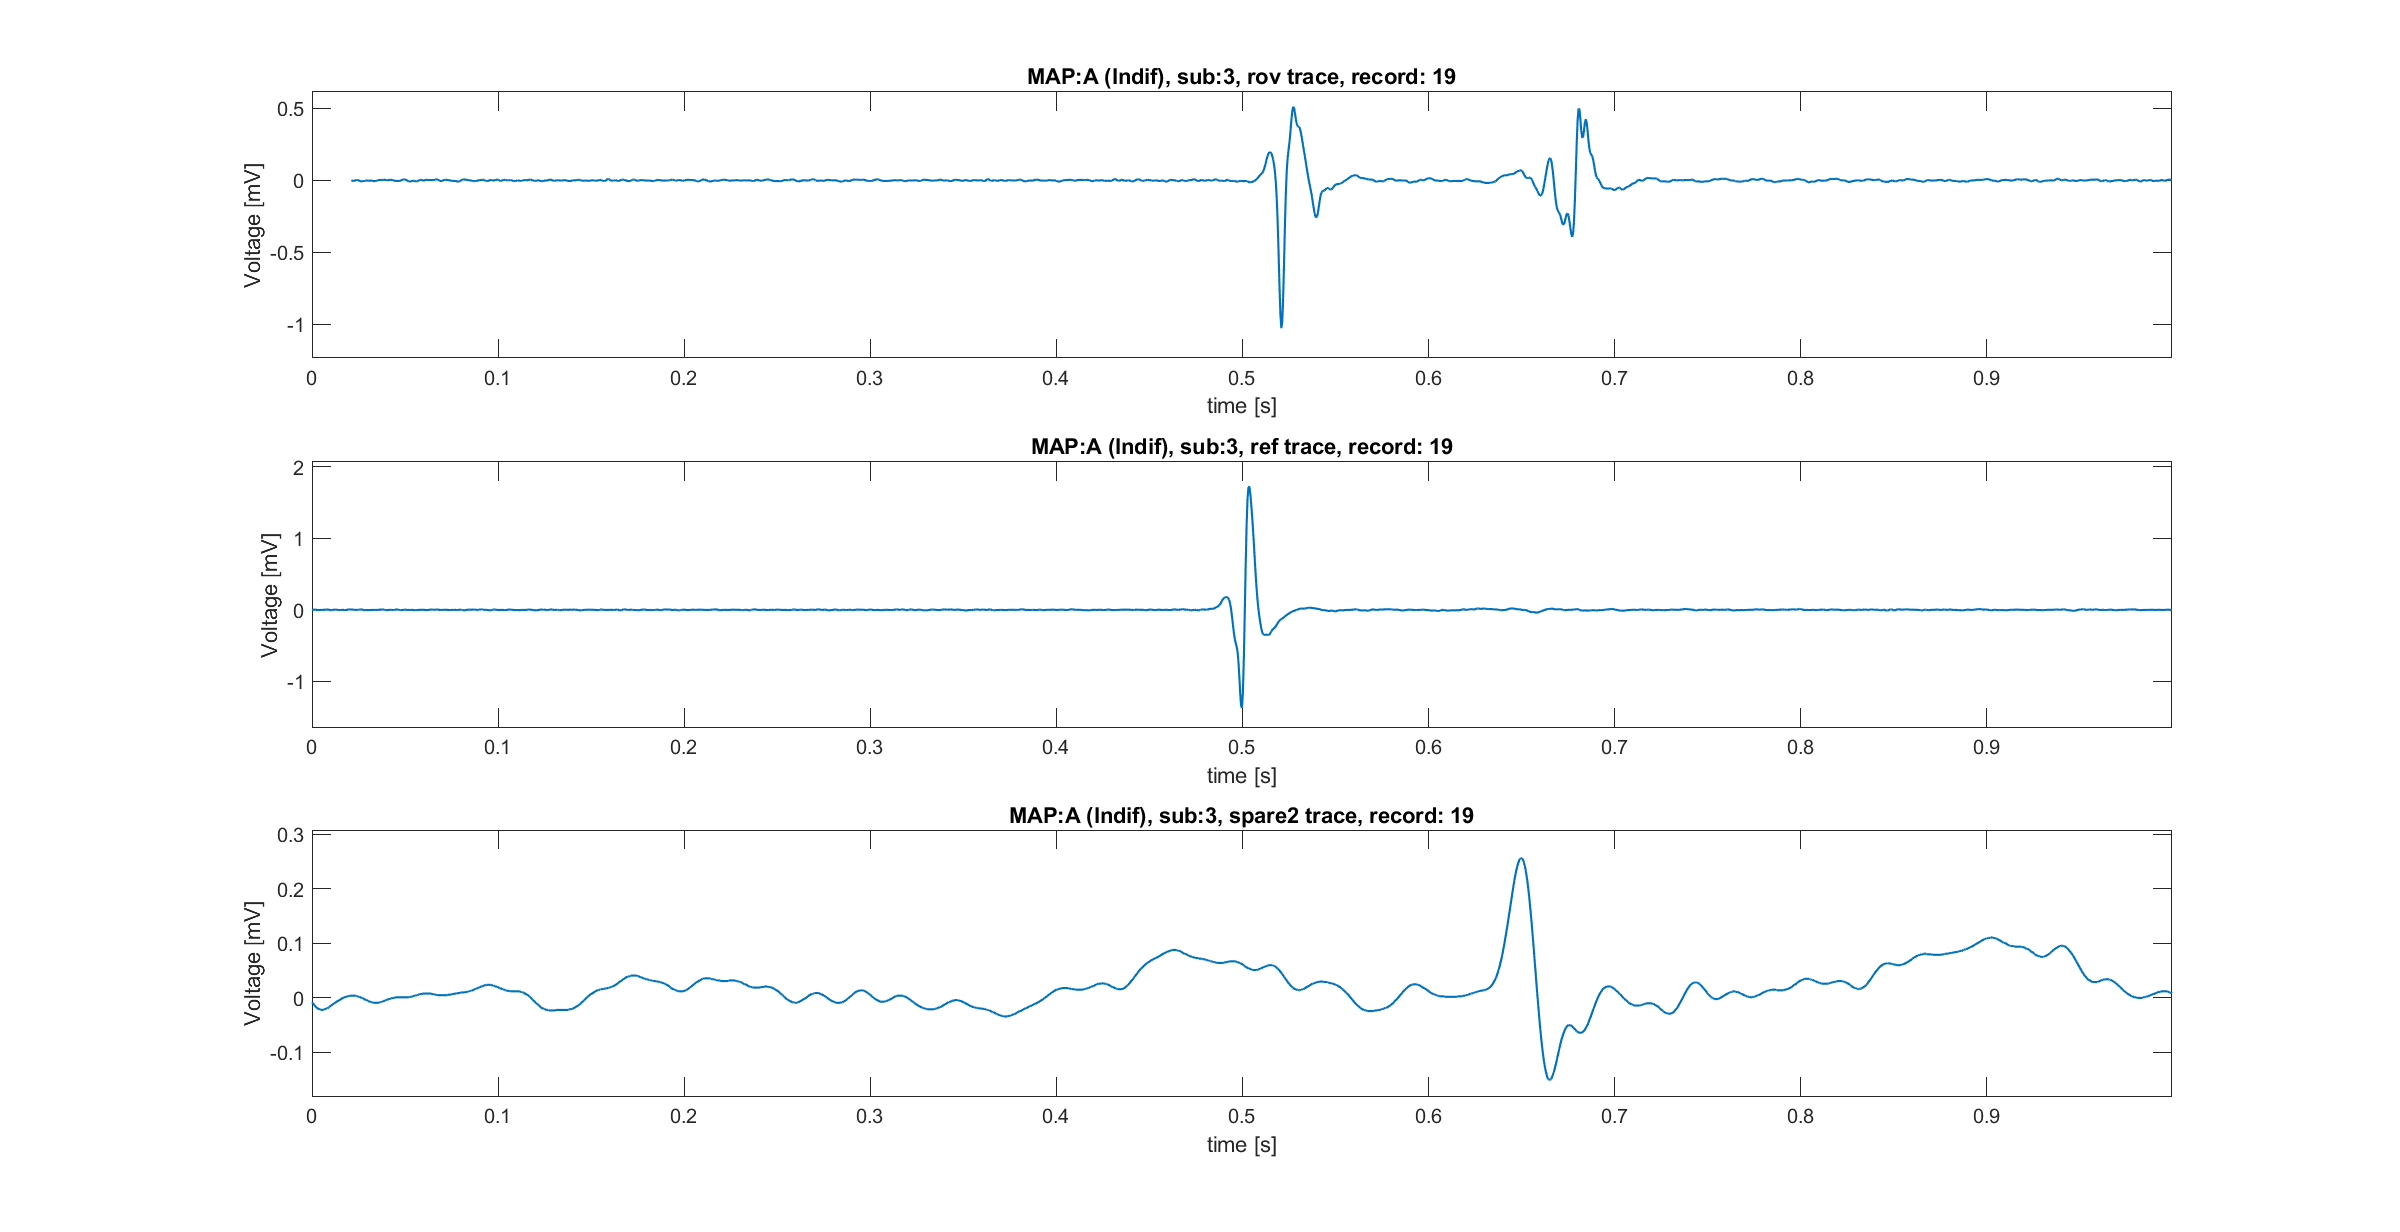 MAP:A (Indif), sub:3, rov trace, record: 19
Voltage [mV]
0.5
0
-0.5
-1
0 0.1 0.2 0.3 0.4 0.5 0.6 0.7 0.8 0.9
time [s]
MAP:A (Indif), sub:3, ref trace, record: 19
Voltage [mV]
2
1
0
-1
0 0.1 0.2 0.3 0.4 0.5 0.6 0.7 0.8 0.9
time [s]
MAP:A (Indif), sub:3, spare2 trace, record: 19
Voltage [mV]
0.3
0.2
0.1
0
-0.1
0 0.1 0.2 0.3 0.4 0.5 0.6 0.7 0.8 0.9
time [s]